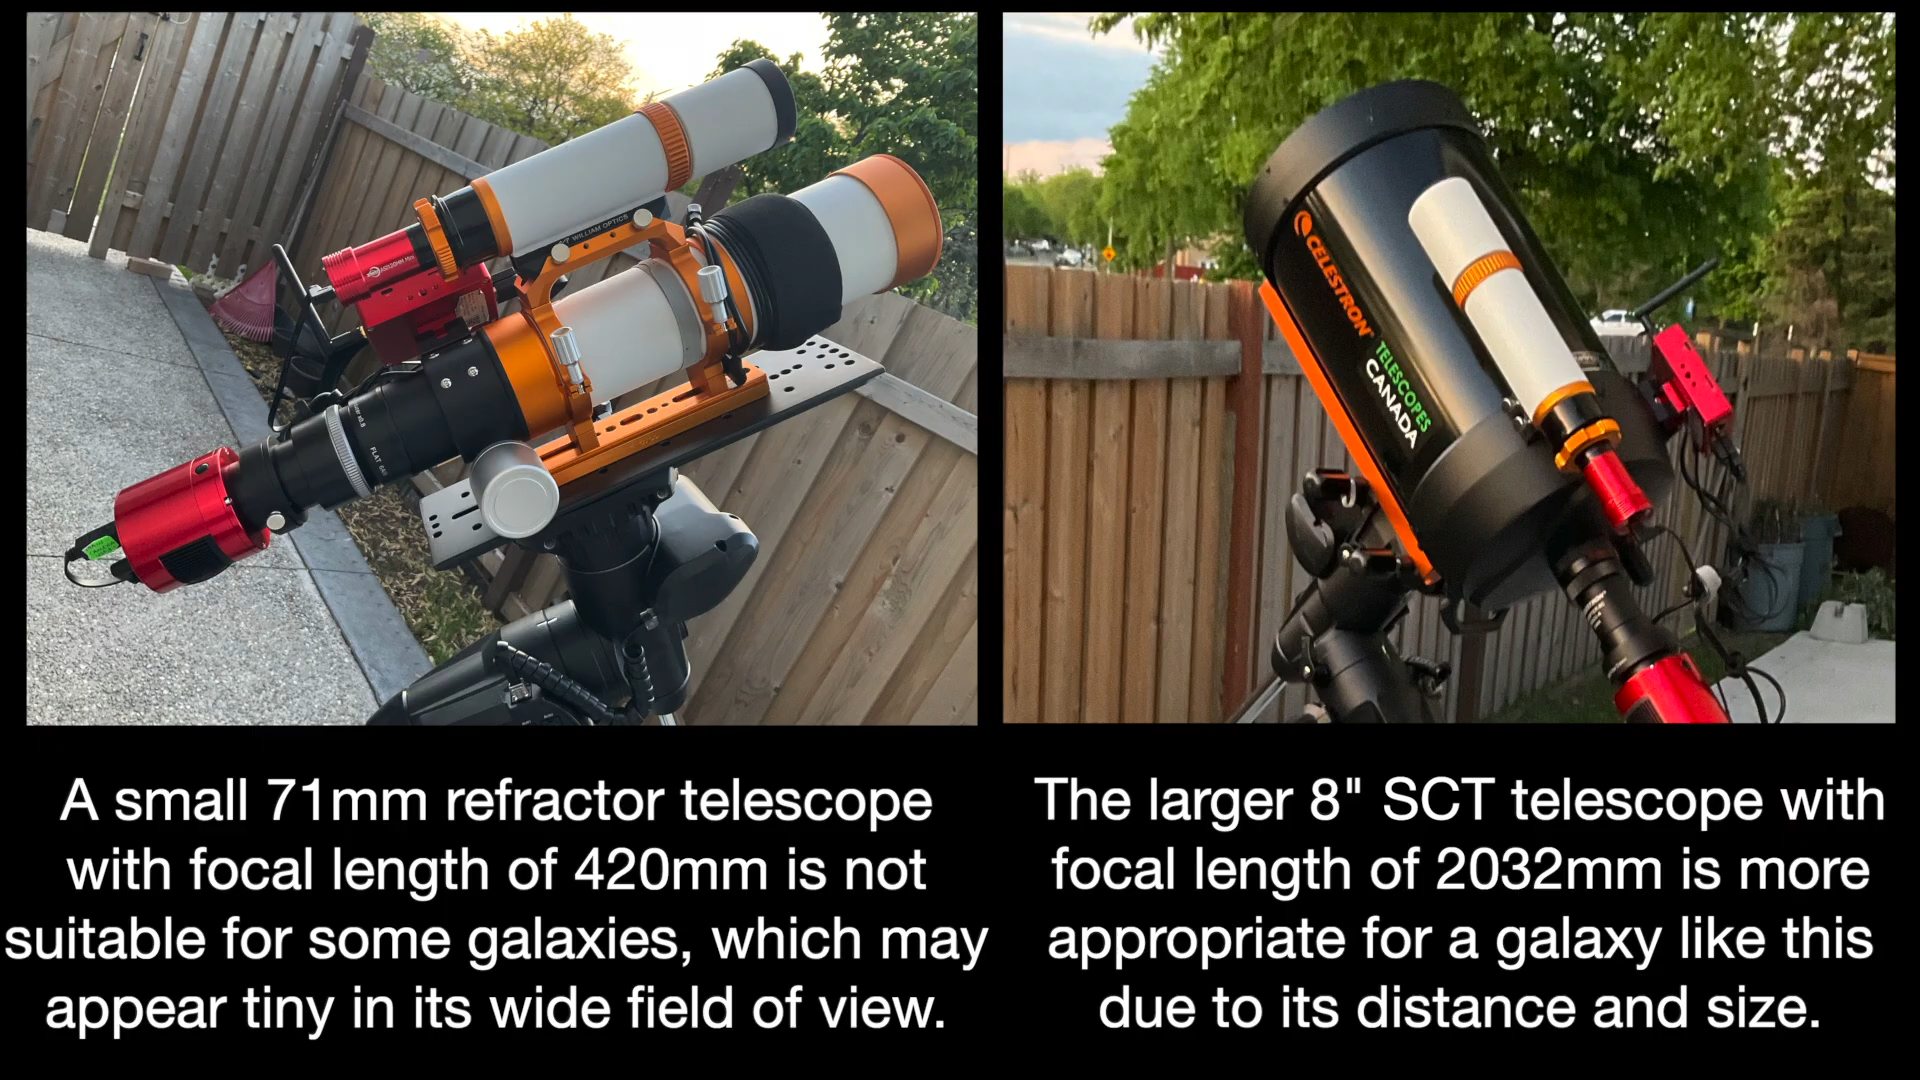 WILLIAM OPTICS
FLAT
CELESTRON
TELESCOPES
CANADA
A small 71mm refractor telescope
with focal length of 420mm is not
suitable for some galaxies, which may
appear tiny in its wide field of view.
The larger 8" SCT telescope with
focal length of 2032mm is more
appropriate for a galaxy like this
due to its distance and size.